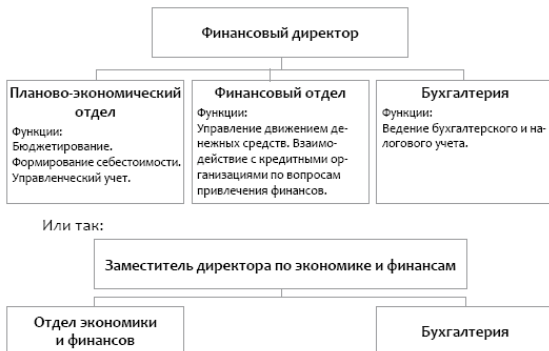 Финансовый директор
Планово-экономический
отдел
Функции:
Бюджетирование.
Формирование себестоимости.
Управленческий учет.
Финансовый отдел
Функции:
Управление движением де-
нежных средств. Взаимо-
действие с кредитными ор-
ганизациями по вопросам
привлечения финансов.
Бухгалтерия
Функции:
Ведение бухгалтерского и на-
логового учета.
Или так:
Заместитель директора по экономике и финансам
Отдел экономики
и финансов
Бухгалтерия